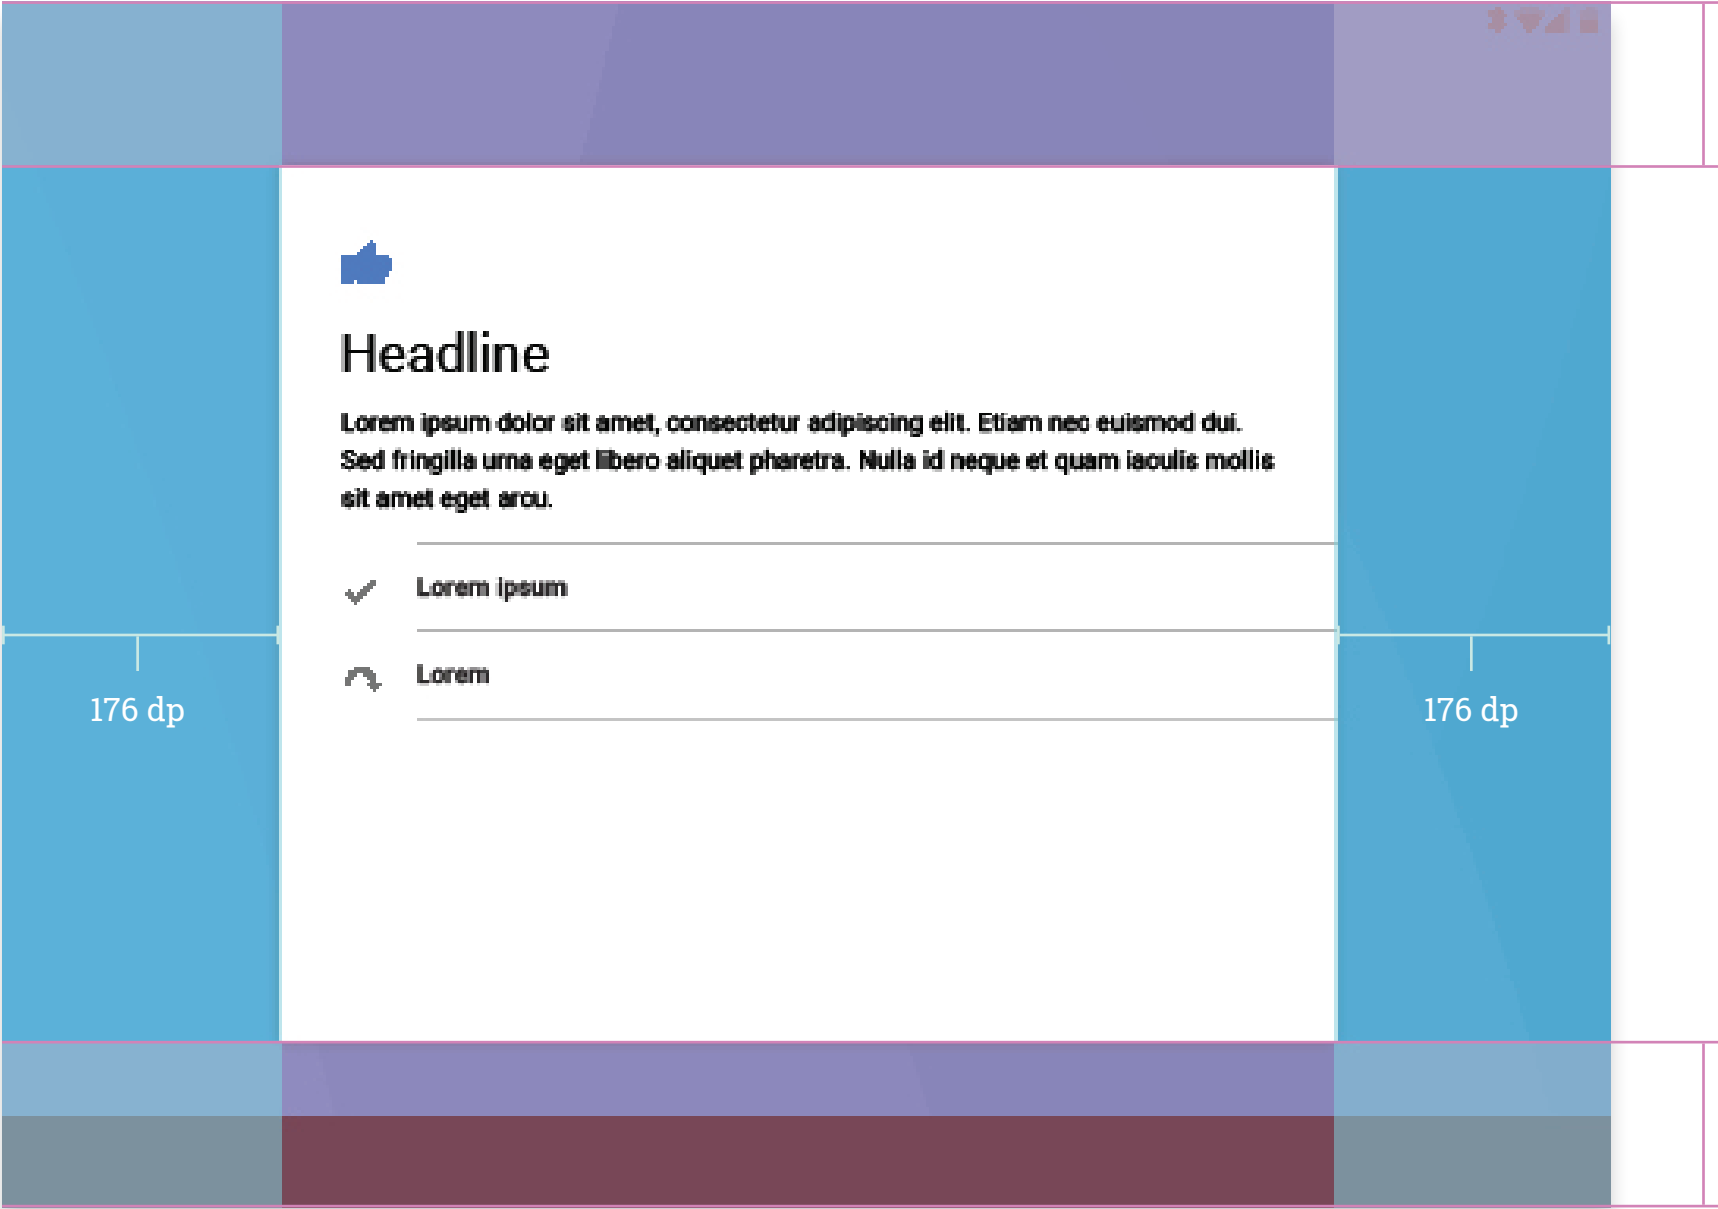 Headline
Lorem ipsum dolor sit amet, consectetur adipiscing elit. Etiam nec euismod dui.
Sed fringilla urna eget libero aliquet pharetra. Nulla id neque et quam iaculis mollis
sit amet eget arcu.
Lorem ipsum
Lorem
176 dp
176 dp